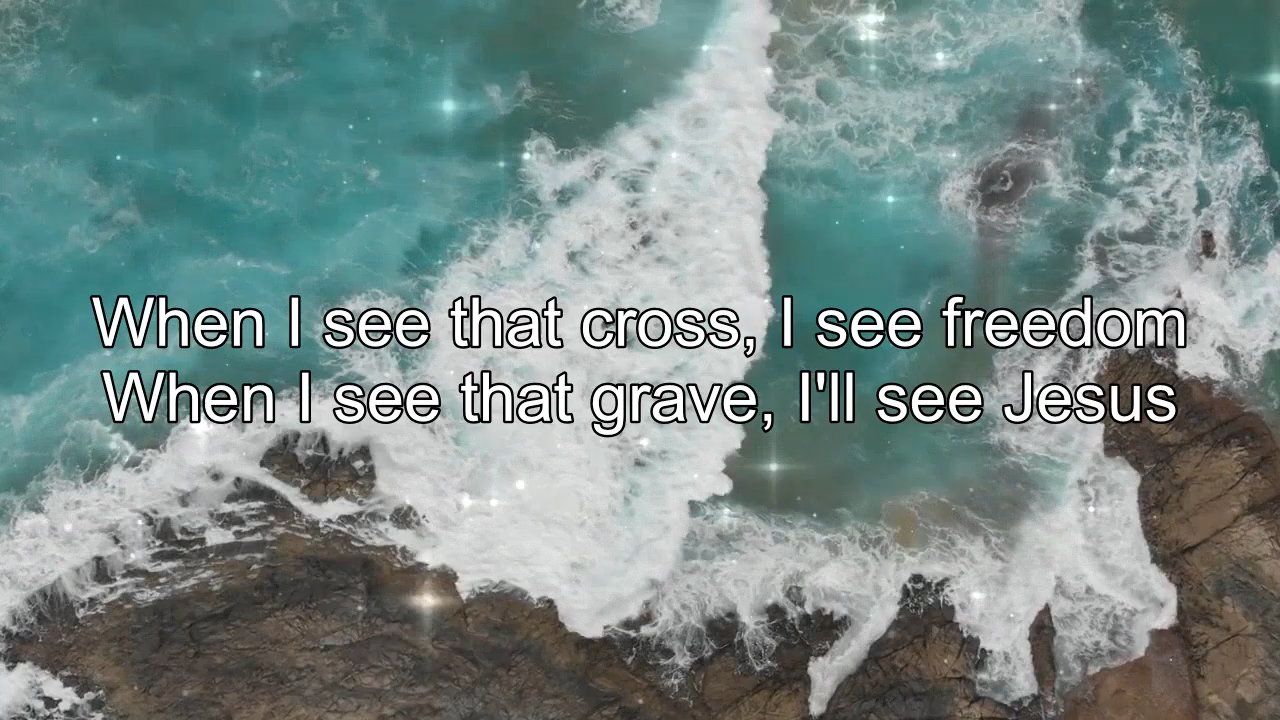 When I see that cross, I see freedom
When I see that grave, I'll see Jesus